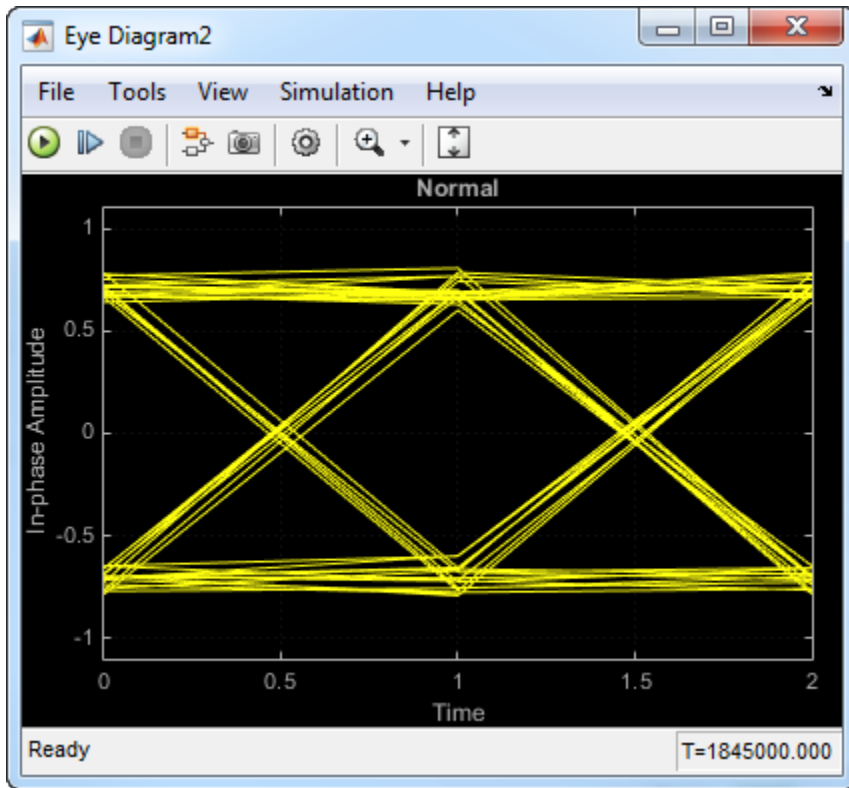 Eye Diagram2
File Tools View Simulation Help
Normal
In-phase Amplitude
1
0.5
0
-0.5
-1
0 0.5 1 1.5 2
Time
Ready T=1845000.000